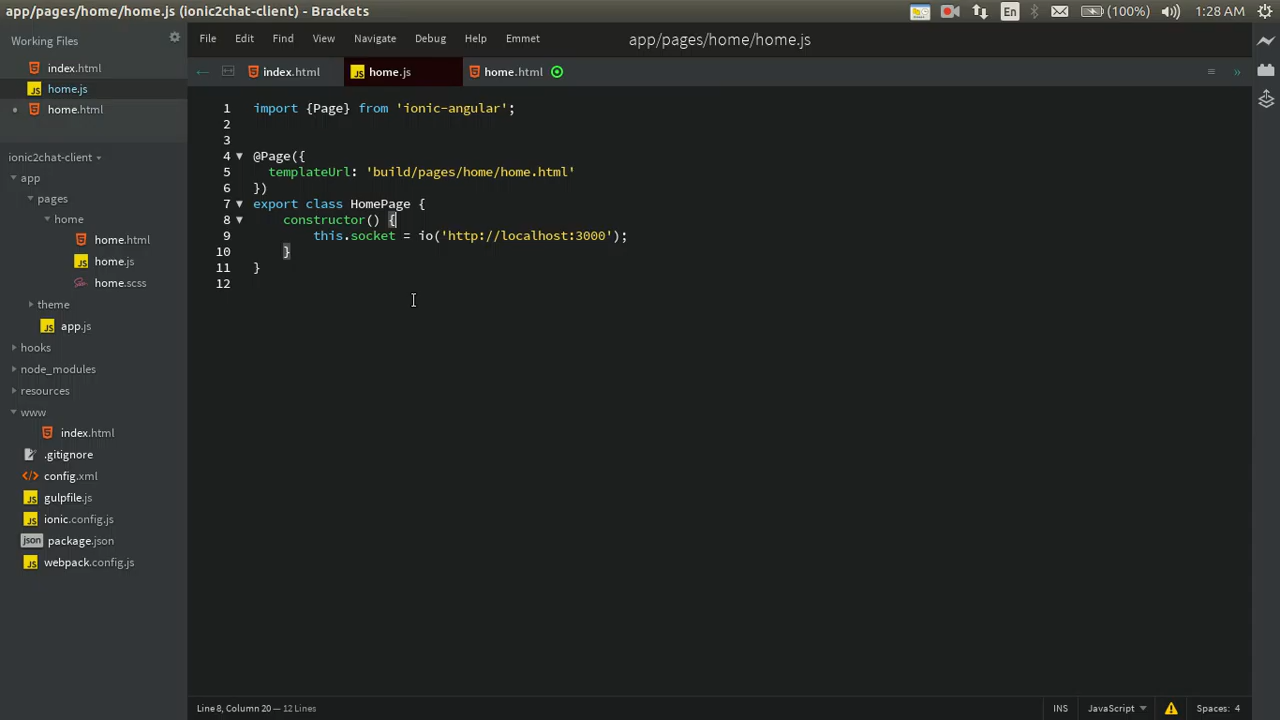 app/pages/home/home.js (ionic2chat-client) - Brackets
En
(100%)
1:28 AM
Working Files
index.html
home.js
home.html
ionic2chat-client
app
pages
home
home.html
home.js
home.scss
theme
app.js
hooks
node_modules
resources
www
index.html
.gitignore
config.xml
gulpfile.js
ionic.config.js
json package.json
webpack.config.js
File Edit Find View Navigate Debug Help Emmet
app/pages/home/home.js
index.html
JS home.js
home.html
1 import {Page} from 'ionic-angular';
2
3
4 @Page({
5 templateUrl: 'build/pages/home/home.html'
6 })
7 export class HomePage {
8 constructor() {
9 this.socket = io('http://localhost:3000');
10 }
11 }
12
Line 8, Column 20 — 12 Lines
INS
JavaScript
Spaces: 4